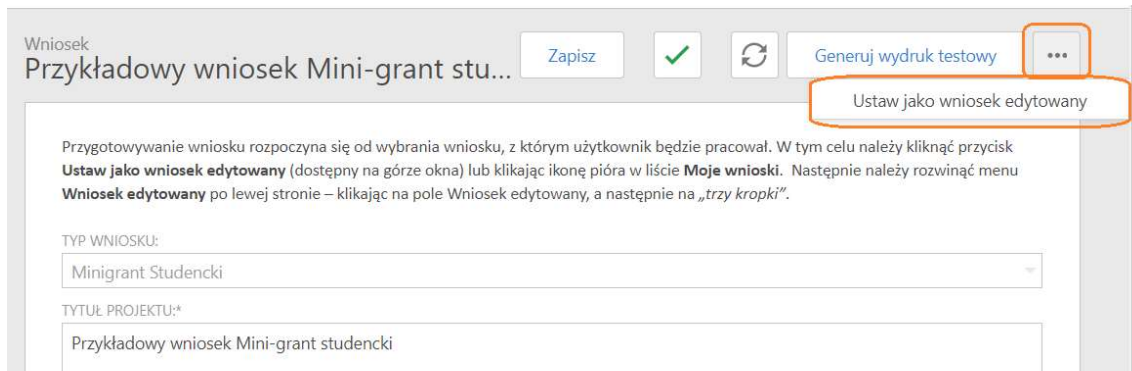 Wniosek
Przykładowy wniosek Mini-grant stu...
Zapisz
Generuj wydruk testowy
Ustaw jako wniosek edytowany
Przygotowywanie wniosku rozpoczyna się od wybrania wniosku, z którym użytkownik będzie pracował. W tym celu należy kliknąć przycisk
Ustaw jako wniosek edytowany (dostępny na górze okna) lub klikając ikonę pióra w liście Moje wnioski. Następnie należy rozwinąć menu
Wniosek edytowany po lewej stronie – klikając na pole Wniosek edytowany, a następnie na „trzy kropki”.
TYP WNIOSKU:
Minigrant Studencki
TYTUŁ PROJEKTU:*
Przykładowy wniosek Mini-grant studencki